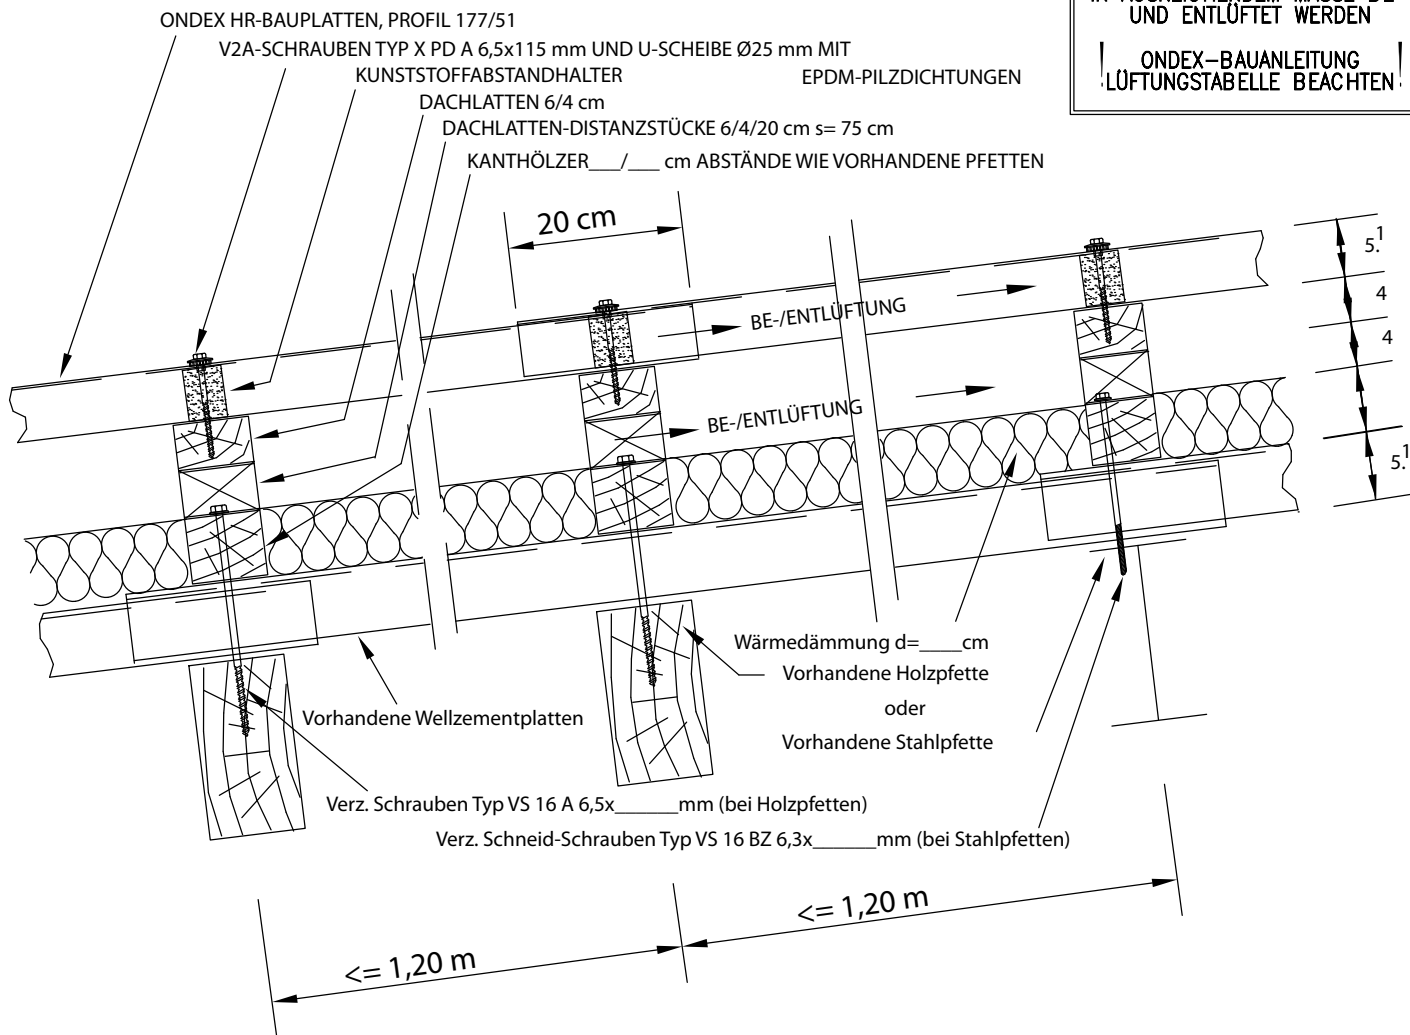 UND ENTLÜFTET WERDEN
ONDEX-BAUANLEITUNG
LÜFTUNGSTABELLE BEACHTEN
ONDEX HR-BAUPLATTEN, PROFIL 177/51
V2A-SCHRAUBEN TYP X PD A 6,5x115 mm UND U-SCHEIBE Ø25 mm MIT
KUNSTSTOFFABSTANDHALTER EPDM-PILZDICHTUNGEN
DACHLATTEN 6/4 cm
DACHLATTEN-DISTANZSTÜCKE 6/4/20 cm s= 75 cm
KANTHÖLZER___/___ cm ABSTÄNDE WIE VORHANDENE PFETTEN
20 cm
5.1
4
4
5.1
BE-/ENTLÜFTUNG
BE-/ENTLÜFTUNG
Wärmedämmung d=____cm
Vorhandene Holzpfette
oder
Vorhandene Stahlpfette
Vorhandene Wellzementplatten
Verz. Schrauben Typ VS 16 A 6,5x______mm (bei Holzpfetten)
Verz. Schneid-Schrauben Typ VS 16 BZ 6,3x______mm (bei Stahlpfetten)
<= 1,20 m
<= 1,20 m